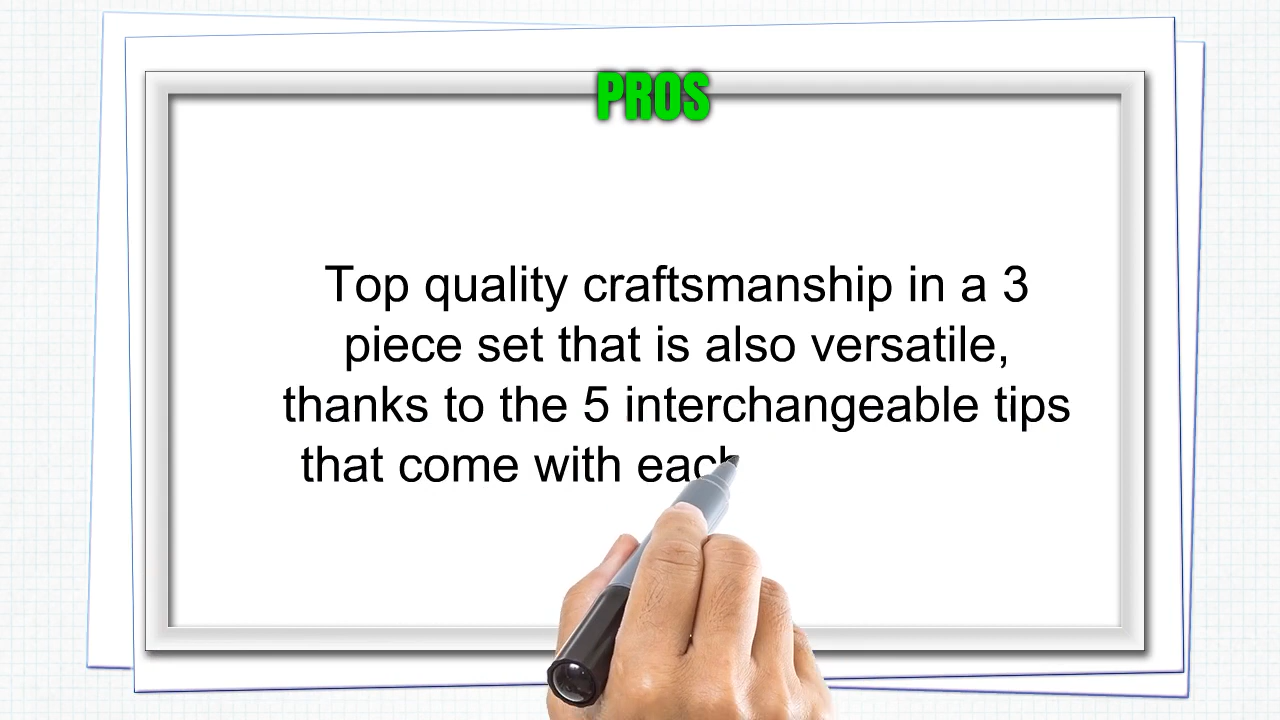 PROS
Top quality craftsmanship in a 3
piece set that is also versatile,
thanks to the 5 interchangeable tips
that come with each